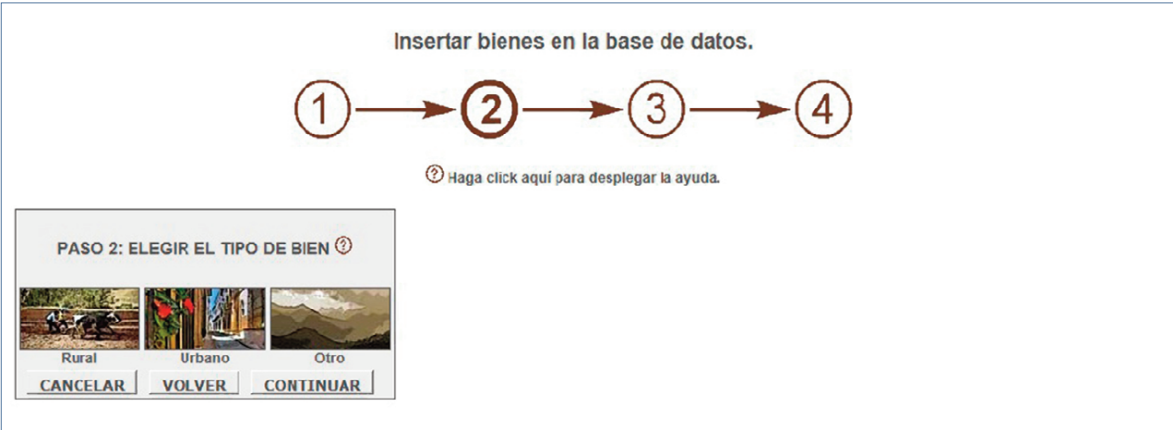 Insertar bienes en la base de datos.
1 2 3 4
? Haga click aquí para desplegar la ayuda.
PASO 2: ELEGIR EL TIPO DE BIEN ?
Rural Urbano Otro
CANCELAR VOLVER CONTINUAR